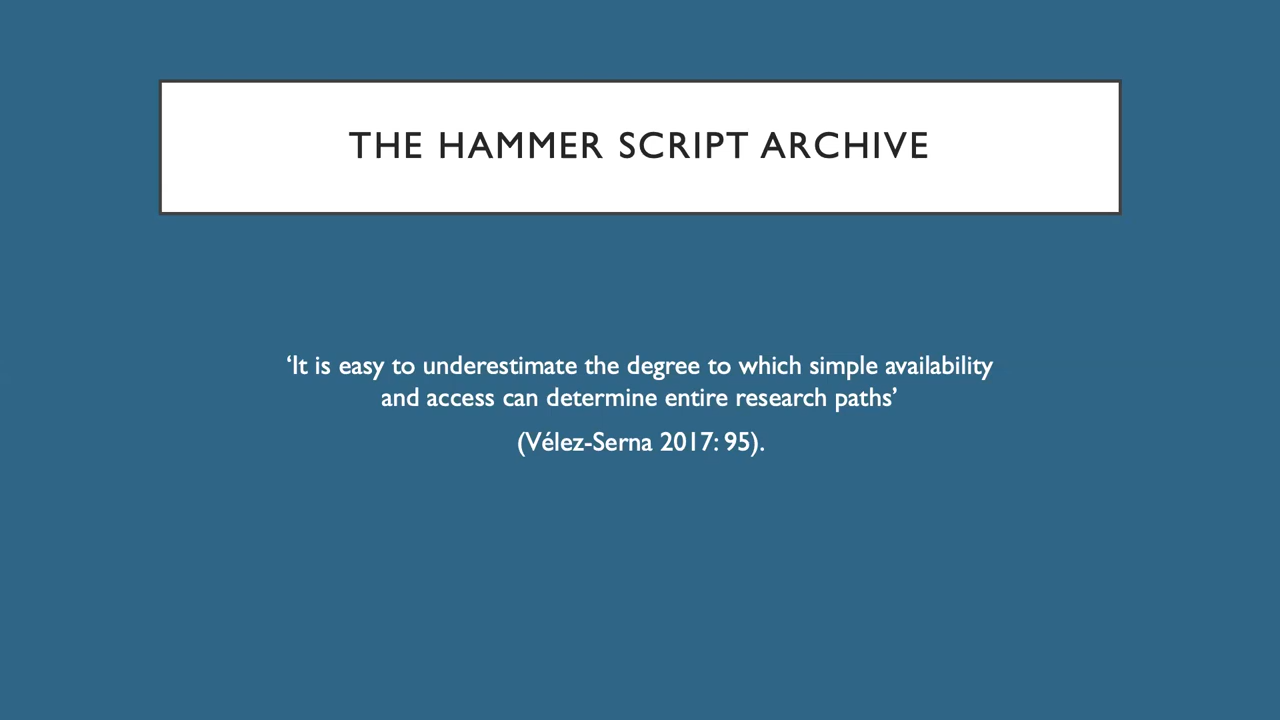 THE HAMMER SCRIPT ARCHIVE
‘It is easy to underestimate the degree to which simple availability
and access can determine entire research paths’
(Vélez-Serna 2017: 95).